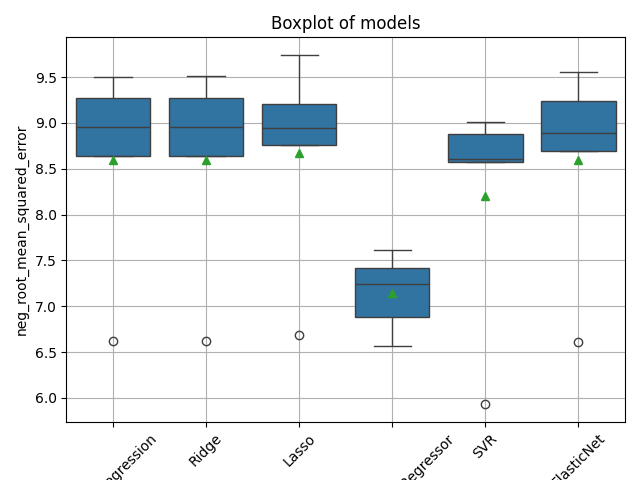 Boxplot of models
neg_root_mean_squared_error
9.5
9.0
8.5
8.0
7.5
7.0
6.5
6.0
Ridge
Lasso
Regressor
SVR